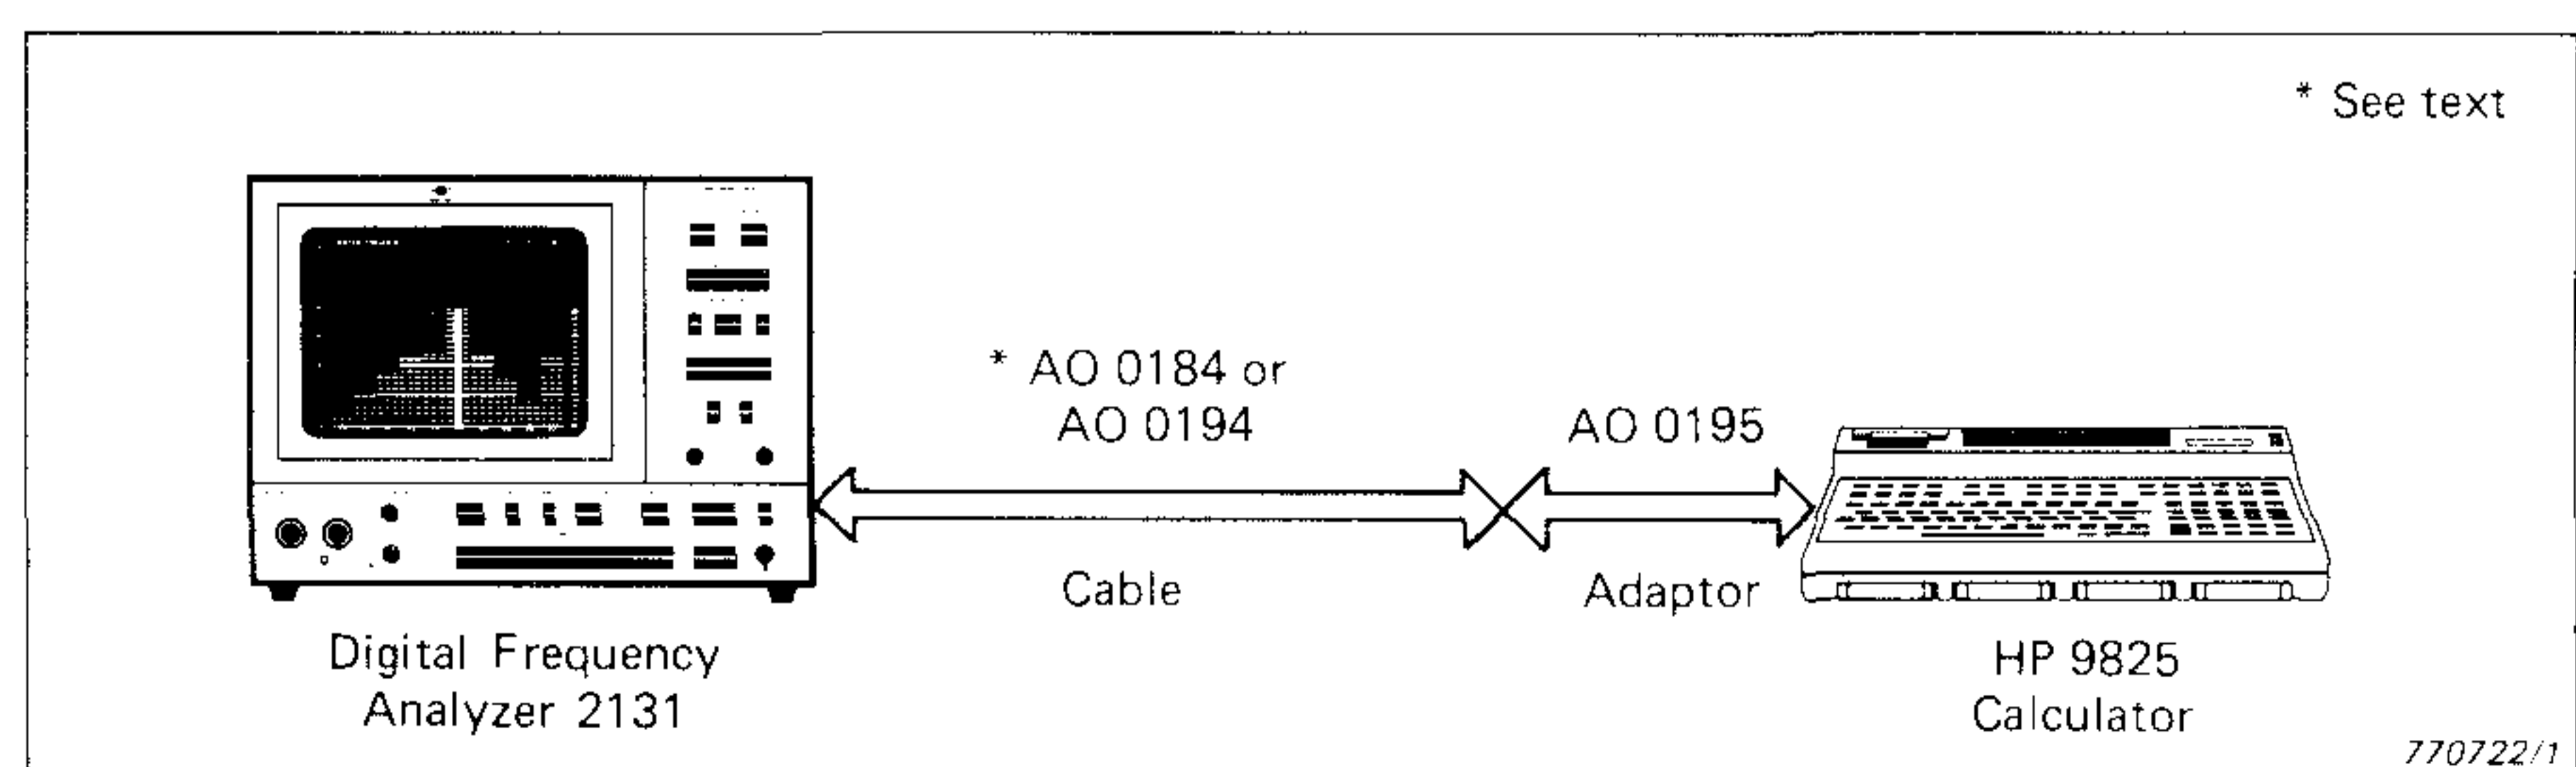 * See text
* AO 0184 or
AO 0194
AO 0195
Cable
Adaptor
Digital Frequency
Analyzer 2131
HP 9825
Calculator
770722/1